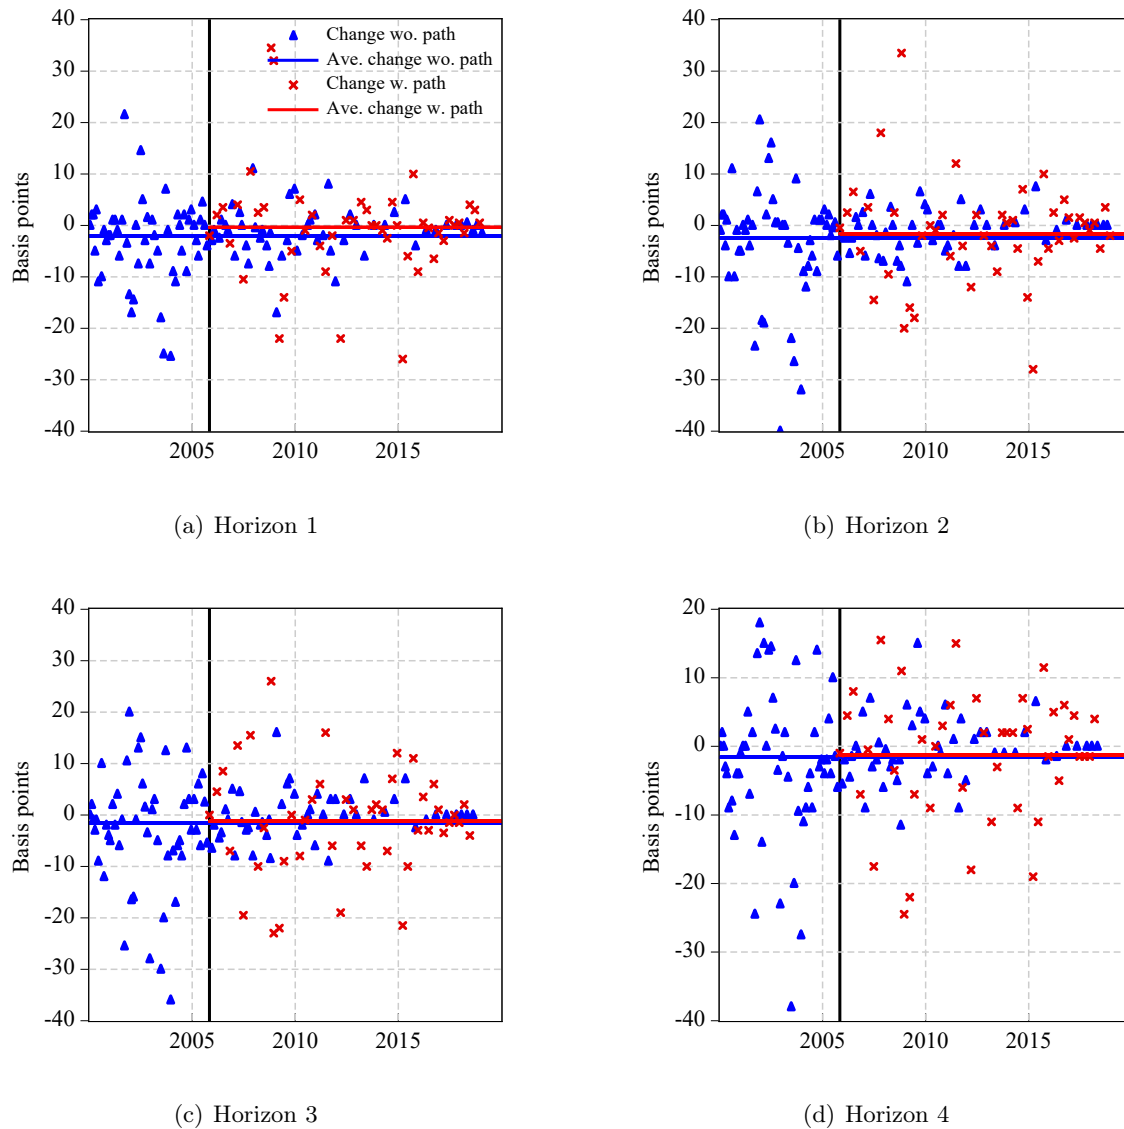 40
30
20
10
0
-10
-20
-30
-40
Basis points
2005 2010 2015
Change wo. path
Ave. change wo. path
Change w. path
Ave. change w. path
(a) Horizon 1
40
30
20
10
0
-10
-20
-30
-40
Basis points
2005 2010 2015
(b) Horizon 2
40
30
20
10
0
-10
-20
-30
-40
Basis points
2005 2010 2015
(c) Horizon 3
20
10
0
-10
-20
-30
-40
Basis points
2005 2010 2015
(d) Horizon 4